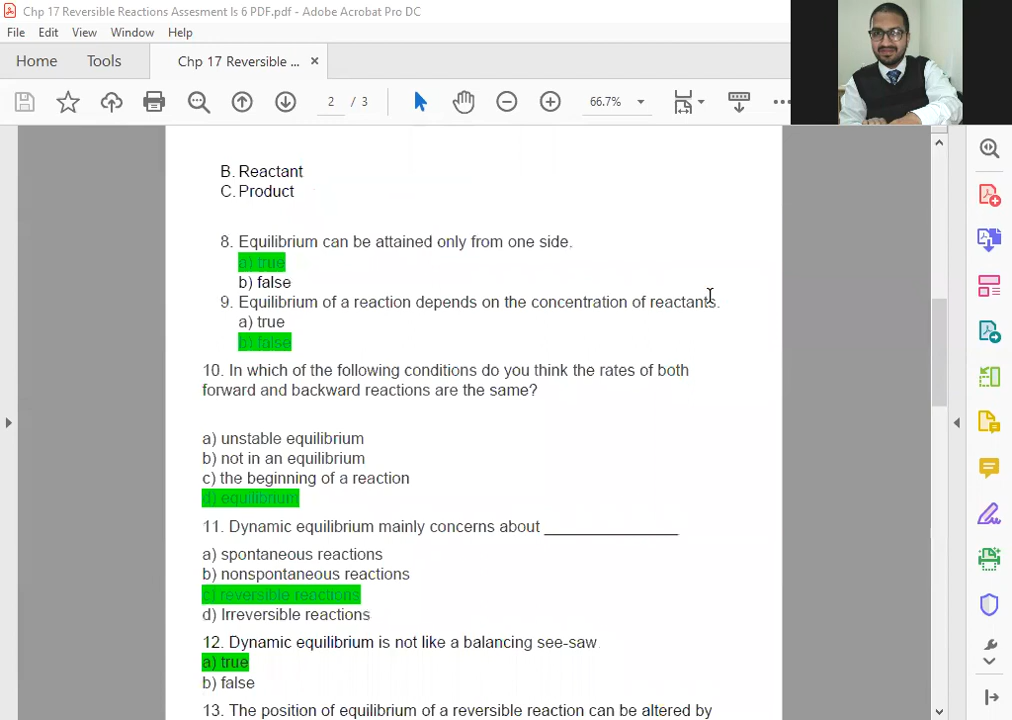 Chp 17 Reversible Reactions Assesment Is 6 PDF.pdf - Adobe Acrobat Pro DC
File Edit View Window Help
Home Tools Chp 17 Reversible ... ×
2 / 3 66.7%
B. Reactant
C. Product
8. Equilibrium can be attained only from one side.
a) true
b) false
9. Equilibrium of a reaction depends on the concentration of reactants.
a) true
b) false
10. In which of the following conditions do you think the rates of both
forward and backward reactions are the same?
a) unstable equilibrium
b) not in an equilibrium
c) the beginning of a reaction
d) equilibrium
11. Dynamic equilibrium mainly concerns about _______________
a) spontaneous reactions
b) nonspontaneous reactions
c) reversible reactions
d) Irreversible reactions
12. Dynamic equilibrium is not like a balancing see-saw
a) true
b) false
13. The position of equilibrium of a reversible reaction can be altered by